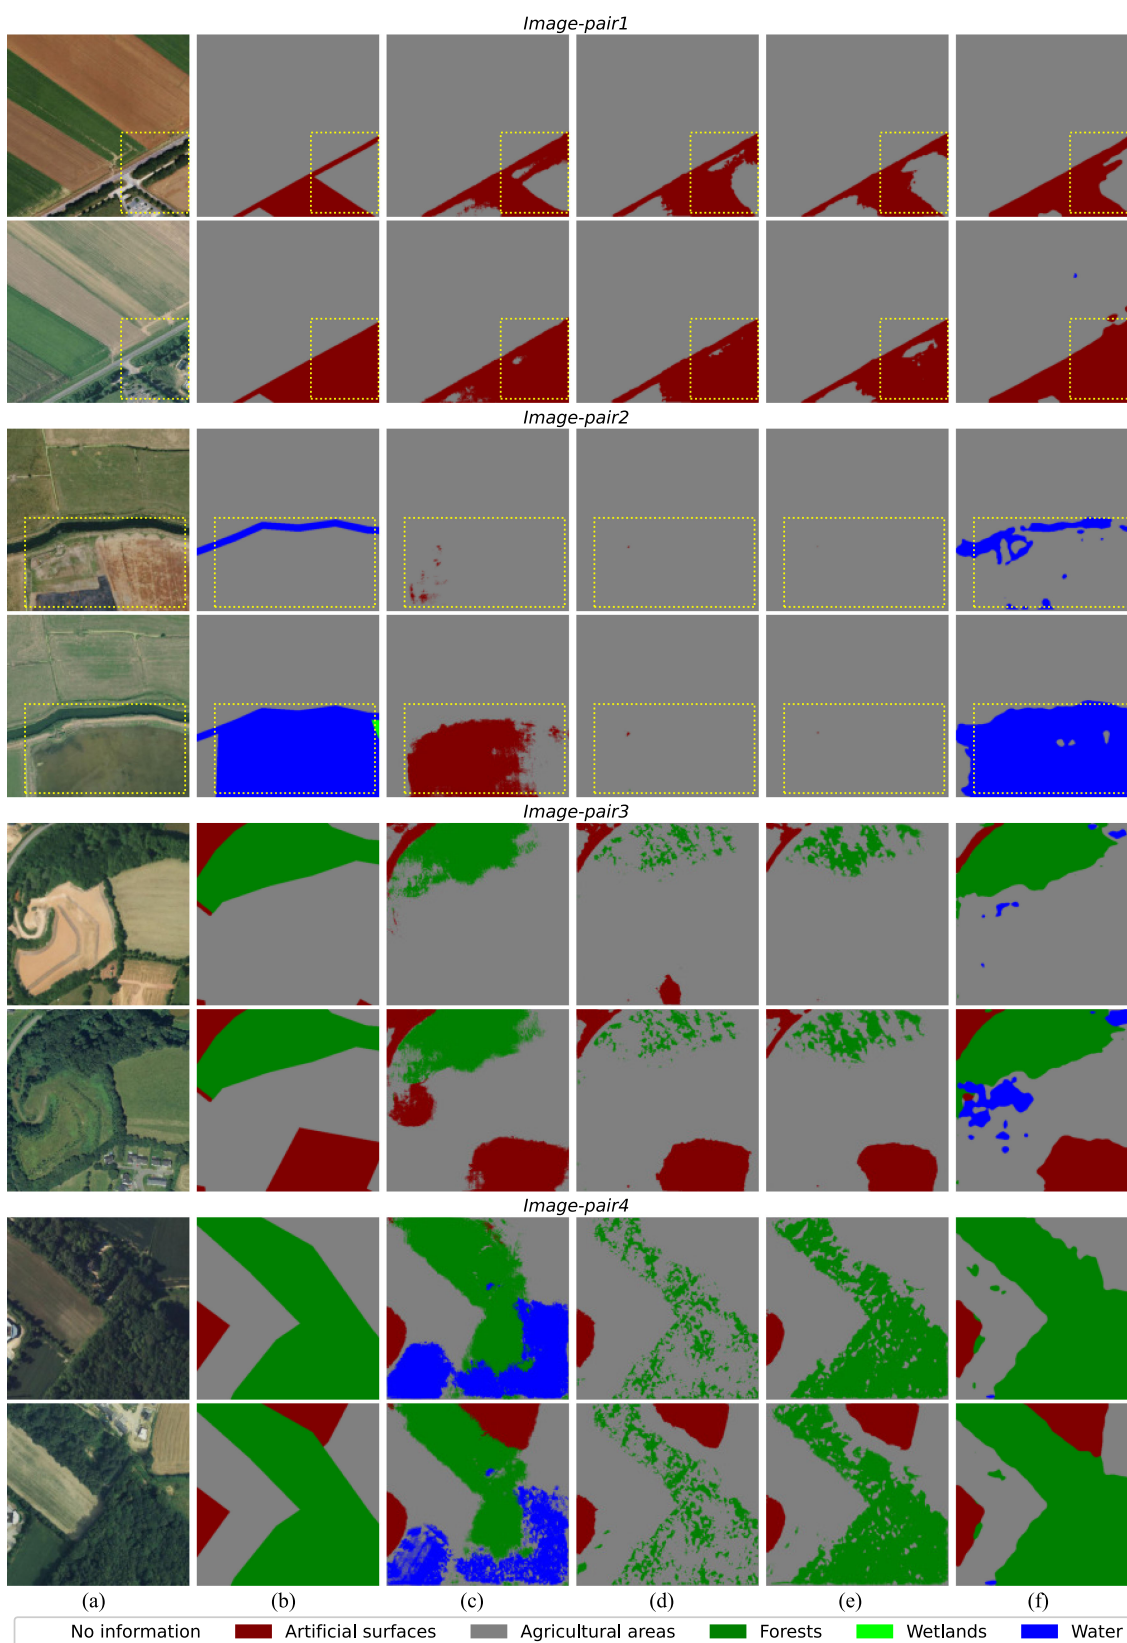 Image-pair1
Image-pair2
Image-pair3
Image-pair4
(a) (b) (c) (d) (e) (f)
No information Artificial surfaces Agricultural areas Forests Wetlands Water